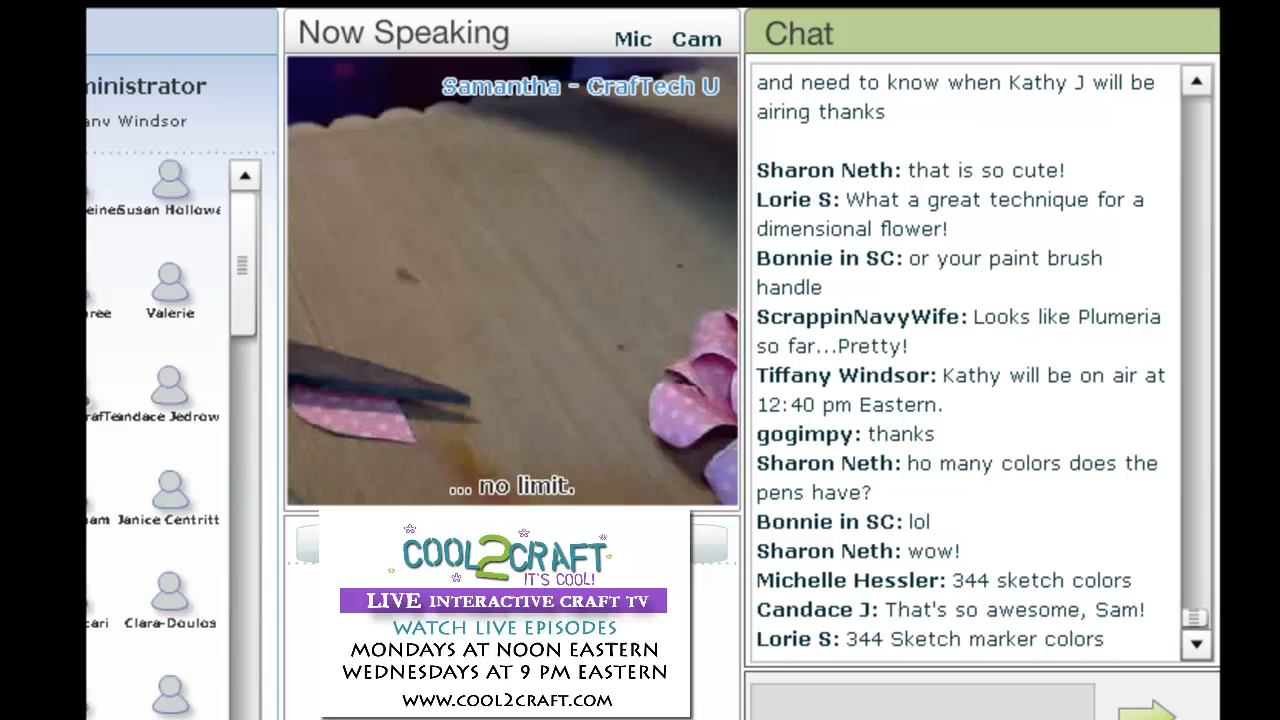 ministrator
any Windsor
Susan Hollowa
ree
Valerie
Candace Jedrow
am
Janice Centritt
cari
Clara-Doulos
Now Speaking
Mic Cam
Samantha - CrafTech U
... no limit.
COOL2CRAFT
IT'S COOL!
LIVE INTERACTIVE CRAFT TV
WATCH LIVE EPISODES
MONDAYS AT NOON EASTERN
WEDNESDAYS AT 9 PM EASTERN
WWW.COOL2CRAFT.COM
Chat
and need to know when Kathy J will be
airing thanks
Sharon Neth: that is so cute!
Lorie S: What a great technique for a
dimensional flower!
Bonnie in SC: or your paint brush
handle
ScrappinNavyWife: Looks like Plumeria
so far...Pretty!
Tiffany Windsor: Kathy will be on air at
12:40 pm Eastern.
gogimpy: thanks
Sharon Neth: ho many colors does the
pens have?
Bonnie in SC: lol
Sharon Neth: wow!
Michelle Hessler: 344 sketch colors
Candace J: That's so awesome, Sam!
Lorie S: 344 Sketch marker colors